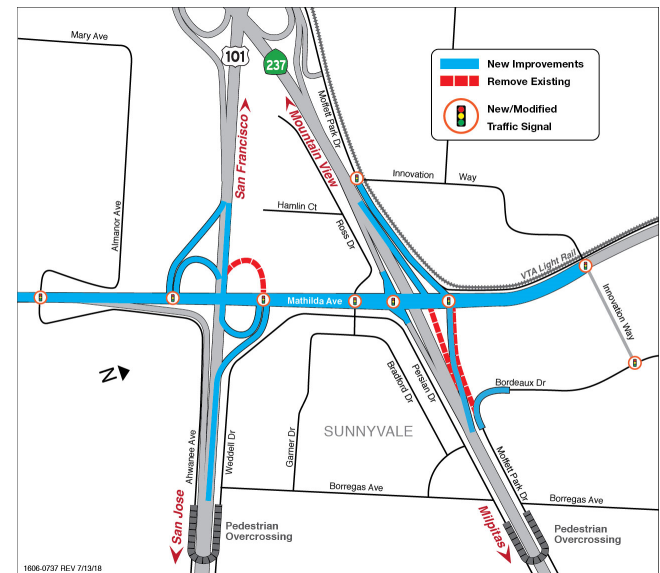 Mary Ave
101
237
New Improvements
Remove Existing
New/Modified
Traffic Signal
Moffett Park Dr
San Francisco
Mountain View
Innovation Way
Almanor Ave
Hamlin Ct
Ross Dr
VTA Light Rail
Mathilda Ave
Innovation Way
N
Bordeaux Dr
Persian Dr
Bradford Dr
SUNNYVALE
Ahwanee Ave
Weddell Dr
Garner Dr
Moffett Park Dr
Borregas Ave
Borregas Ave
San Jose
Pedestrian
Overcrossing
Milpitas
Pedestrian
Overcrossing
1606-0737 REV 7/13/18